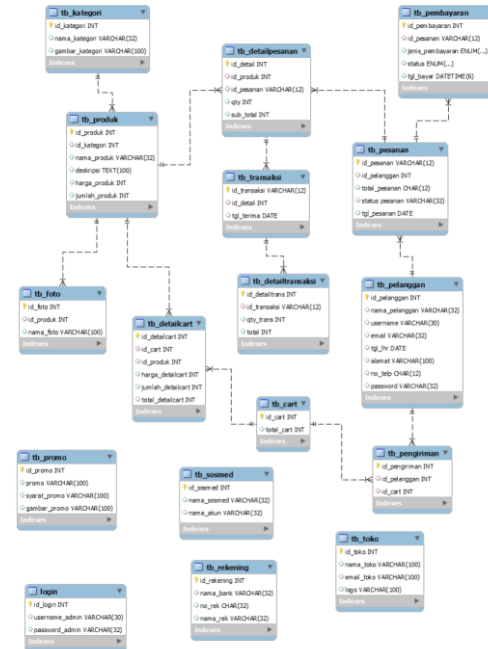 tb_kategori
id_kategori INT
nama_kategori VARCHAR(32)
gambar_kategori VARCHAR(100)
Indexes
tb_produk
id_produk INT
id_kategori INT
nama_produk VARCHAR(32)
deskripsi TEXT(100)
harga_produk INT
jumlah_produk INT
Indexes
tb_detailpesanan
id_detail INT
id_produk INT
id_pesanan VARCHAR(12)
qty INT
sub_total INT
Indexes
tb_pembayaran
id_pembayaran INT
id_pesanan VARCHAR(12)
jenis_pembayaran ENUM(...)
status ENUM(...)
tgl_bayar DATETIME(6)
Indexes
tb_transaksi
id_transaksi VARCHAR(12)
id_detail INT
tgl_terima DATE
Indexes
tb_pesanan
id_pesanan VARCHAR(12)
id_pelanggan INT
total_pesanan CHAR(12)
status pesanan VARCHAR(32)
tgl_pesanan DATE
Indexes
tb_foto
id_foto INT
id_produk INT
nama_foto VARCHAR(100)
Indexes
tb_detailcart
id_detailcart INT
id_cart INT
id_produk INT
harga_detailcart INT
jumlah_detailcart INT
total_detailcart INT
Indexes
tb_detailtransaksi
id_detailtrans INT
id_transaksi VARCHAR(12)
qty_trans INT
total INT
Indexes
tb_pelanggan
id_pelanggan INT
nama_pelanggan VARCHAR(32)
username VARCHAR(30)
email VARCHAR(32)
tgl_lhr DATE
alamat VARCHAR(100)
no_telp CHAR(12)
password VARCHAR(32)
Indexes
tb_cart
id_cart INT
total_cart INT
Indexes
tb_pengiriman
id_pengiriman INT
id_pelanggan INT
id_cart INT
Indexes
tb_promo
id_promo INT
promo VARCHAR(100)
syarat_promo VARCHAR(100)
gambar_promo VARCHAR(100)
Indexes
tb_sosmed
id_sosmed INT
nama_sosmed VARCHAR(32)
nama_akun VARCHAR(32)
Indexes
tb_rekening
id_rekening INT
nama_bank VARCHAR(32)
no_rek CHAR(32)
nama_rek VARCHAR(32)
Indexes
tb_toko
id_toko INT
nama_toko VARCHAR(100)
email_toko VARCHAR(100)
logo VARCHAR(100)
Indexes
login
id_login INT
username_admin VARCHAR(30)
password_admin VARCHAR(32)
Indexes